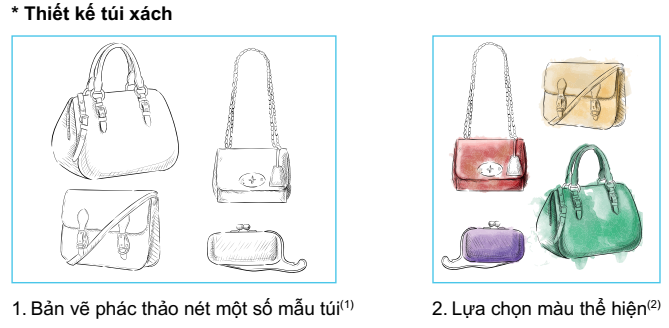 * Thiết kế túi xách
1. Bản vẽ phác thảo nét một số mẫu túi⁽¹⁾
2. Lựa chọn màu thể hiện⁽²⁾